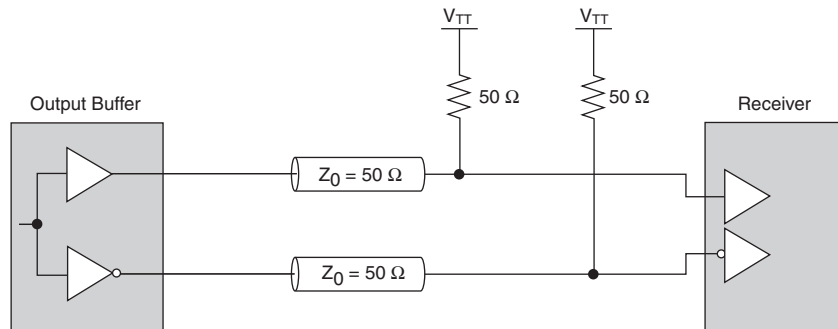 V_TT V_TT
50 Ω 50 Ω
Output Buffer Receiver
Z_0 = 50 Ω
Z_0 = 50 Ω